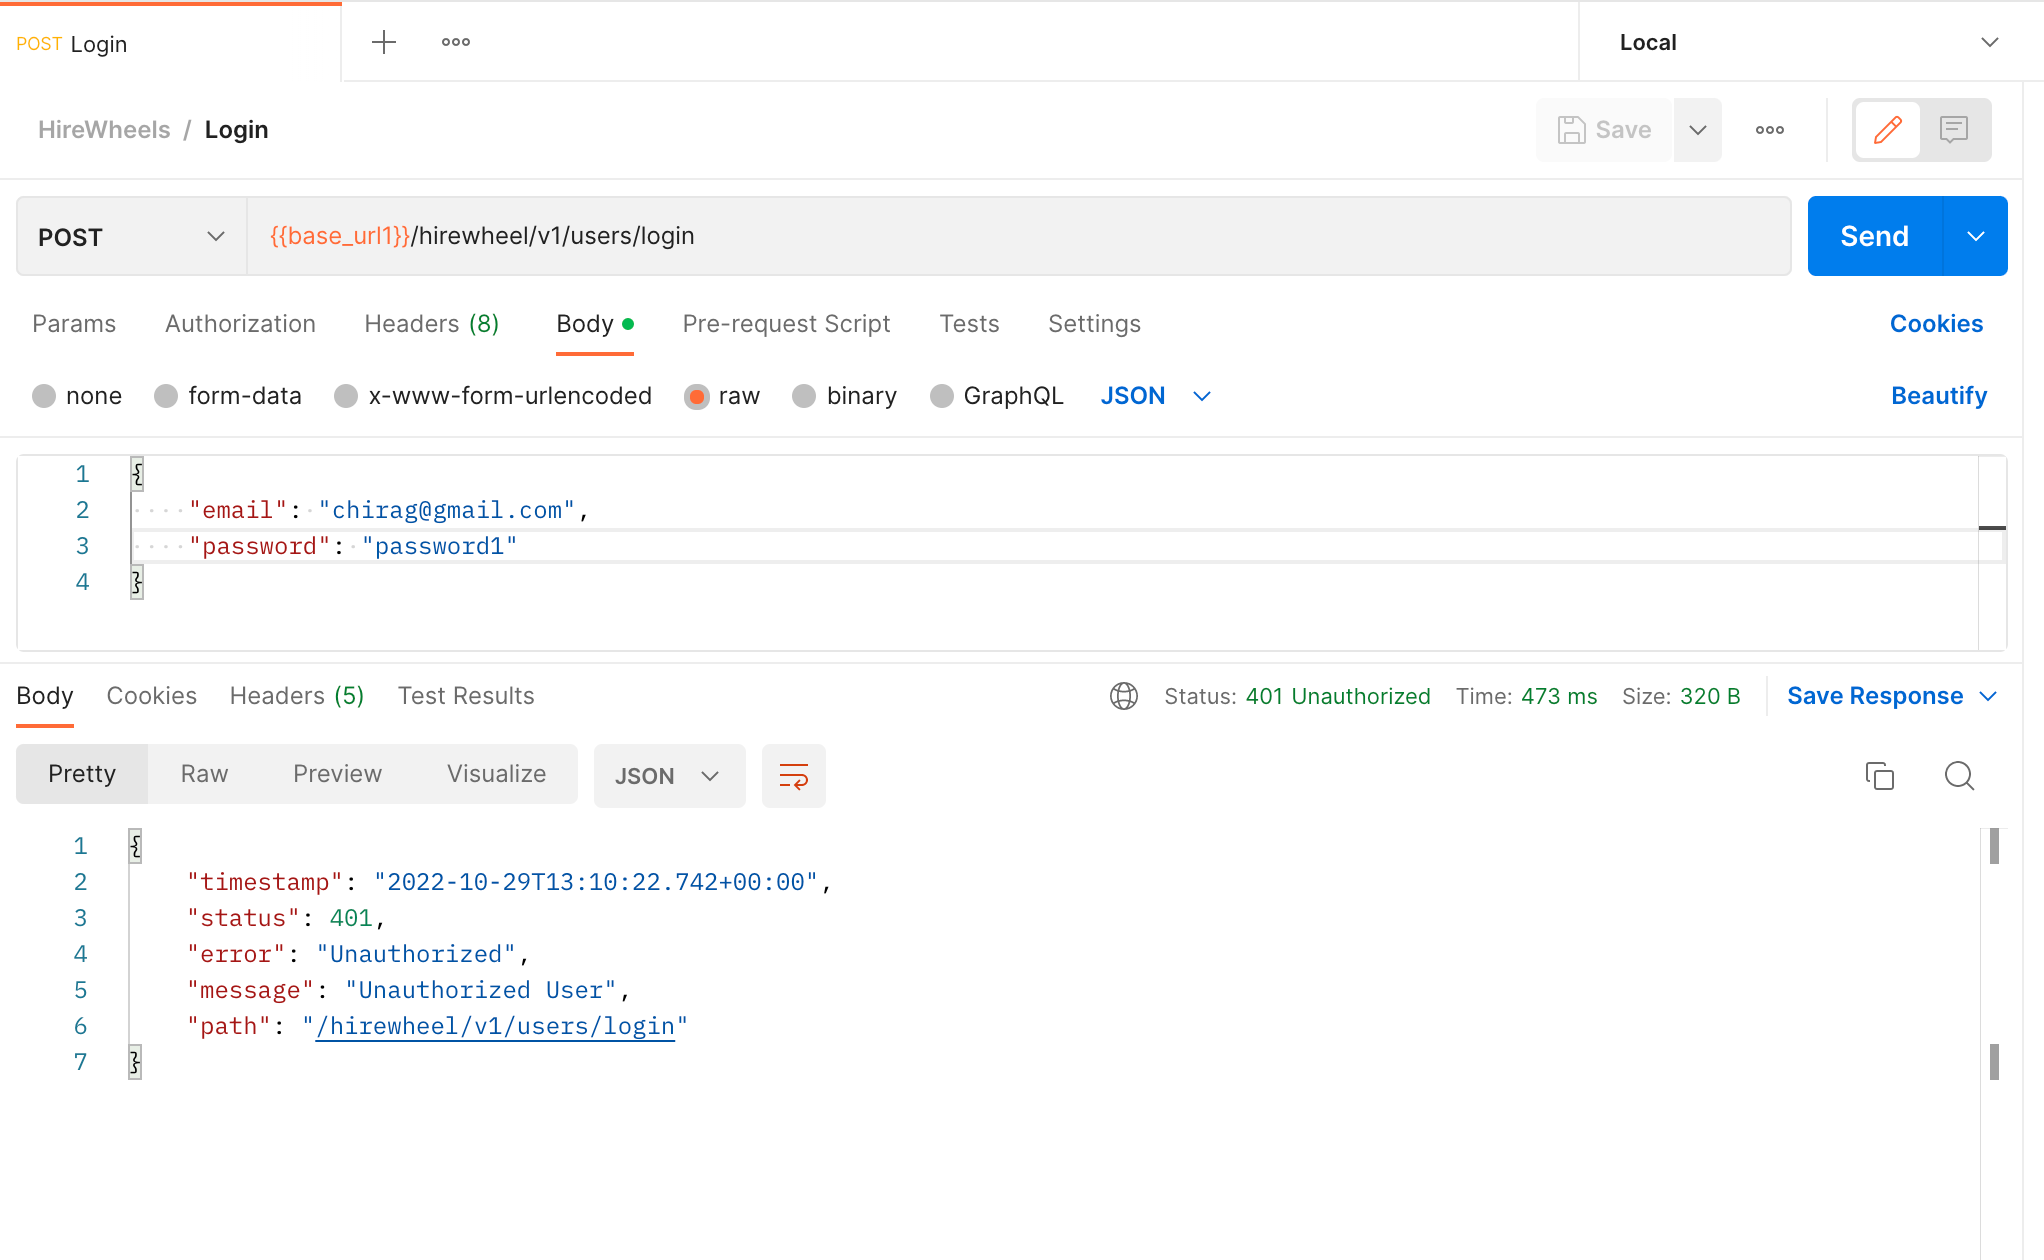 POST Login
Local
HireWheels / Login
Save
POST
{{base_url1}}/hirewheel/v1/users/login
Send
Params Authorization Headers (8) Body Pre-request Script Tests Settings Cookies
none form-data x-www-form-urlencoded raw binary GraphQL JSON Beautify
1 {
2 "email": "chirag@gmail.com",
3 "password": "password1"
4 }
Body Cookies Headers (5) Test Results Status: 401 Unauthorized Time: 473 ms Size: 320 B Save Response
Pretty Raw Preview Visualize JSON
1 {
2 "timestamp": "2022-10-29T13:10:22.742+00:00",
3 "status": 401,
4 "error": "Unauthorized",
5 "message": "Unauthorized User",
6 "path": "/hirewheel/v1/users/login"
7 }